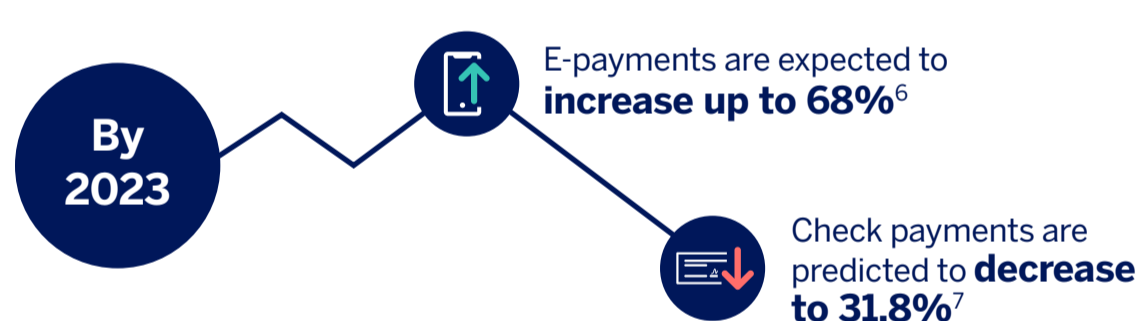 By
2023
E-payments are expected to
increase up to 68%⁶
Check payments are
predicted to decrease
to 31.8%⁷